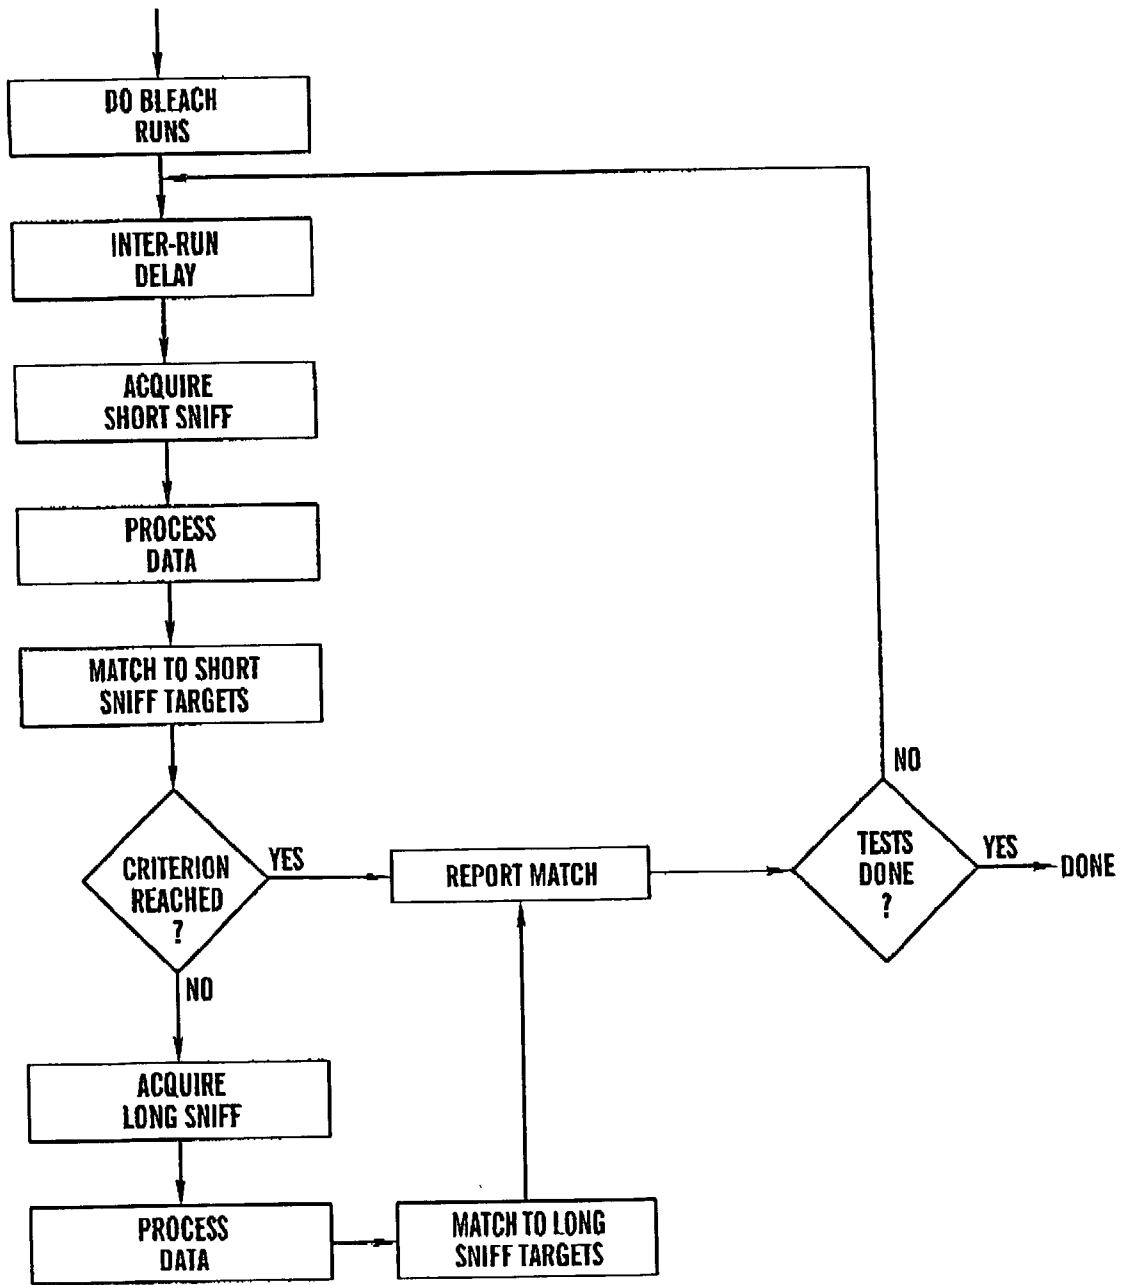 DO BLEACH
RUNS
INTER-RUN
DELAY
ACQUIRE
SHORT SNIFF
PROCESS
DATA
MATCH TO SHORT
SNIFF TARGETS
CRITERION
REACHED
?
YES
NO
REPORT MATCH
TESTS
DONE
?
NO
YES
DONE
ACQUIRE
LONG SNIFF
PROCESS
DATA
MATCH TO LONG
SNIFF TARGETS